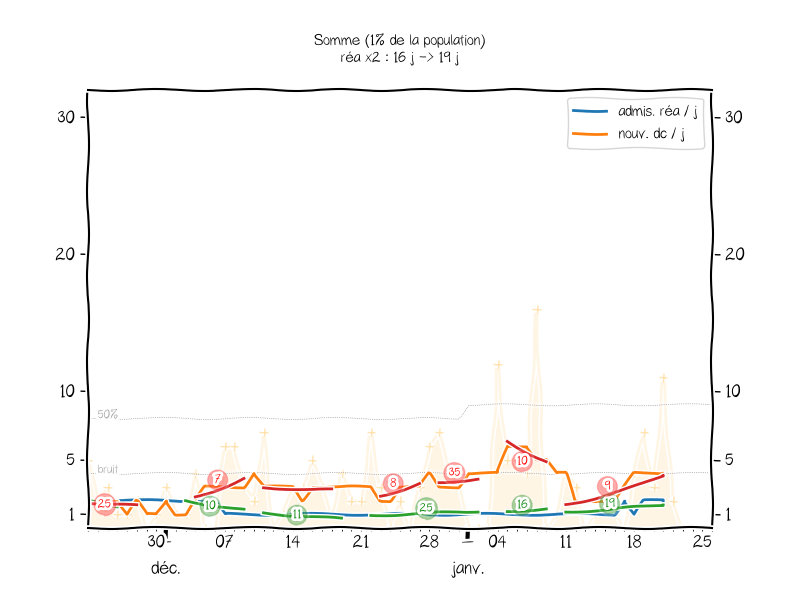 Somme (1% de la population)
réa x2 : 16 j -> 19 j
admis. réa / j
nouv. dc / j
30 30
20 20
10 10
5 5
1 1
50%
bruit
25 7 10 11 8 25 35 10 16 9 19
30 07 14 21 28 04 11 18 25
déc. janv.